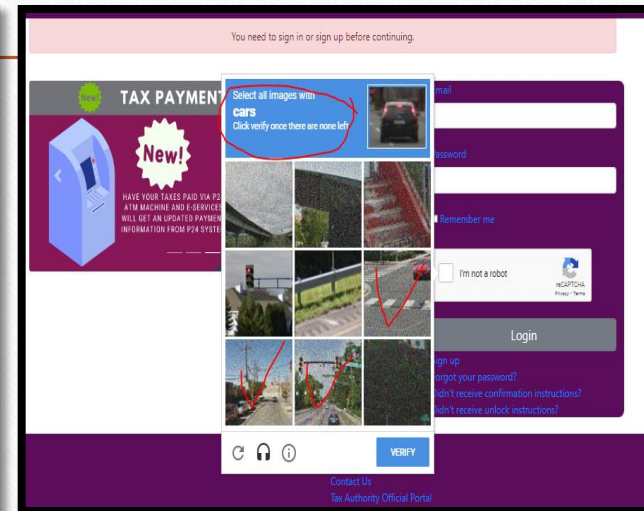 You need to sign in or sign up before continuing.
New!
TAX PAYMENT
New!
HAVE YOUR TAXES PAID VIA P2
ATM MACHINE AND E-SERVICES
WILL GET AN UPDATED PAYMEN
INFORMATION FROM P24 SYSTE
Select all images with
cars
Click verify once there are none left
Email
Password
Remember me
I'm not a robot
reCAPTCHA
Privacy - Terms
Login
Sign up
Forgot your password?
Didn't receive confirmation instructions?
Didn't receive unlock instructions?
VERIFY
Contact Us
Tax Authority Official Portal